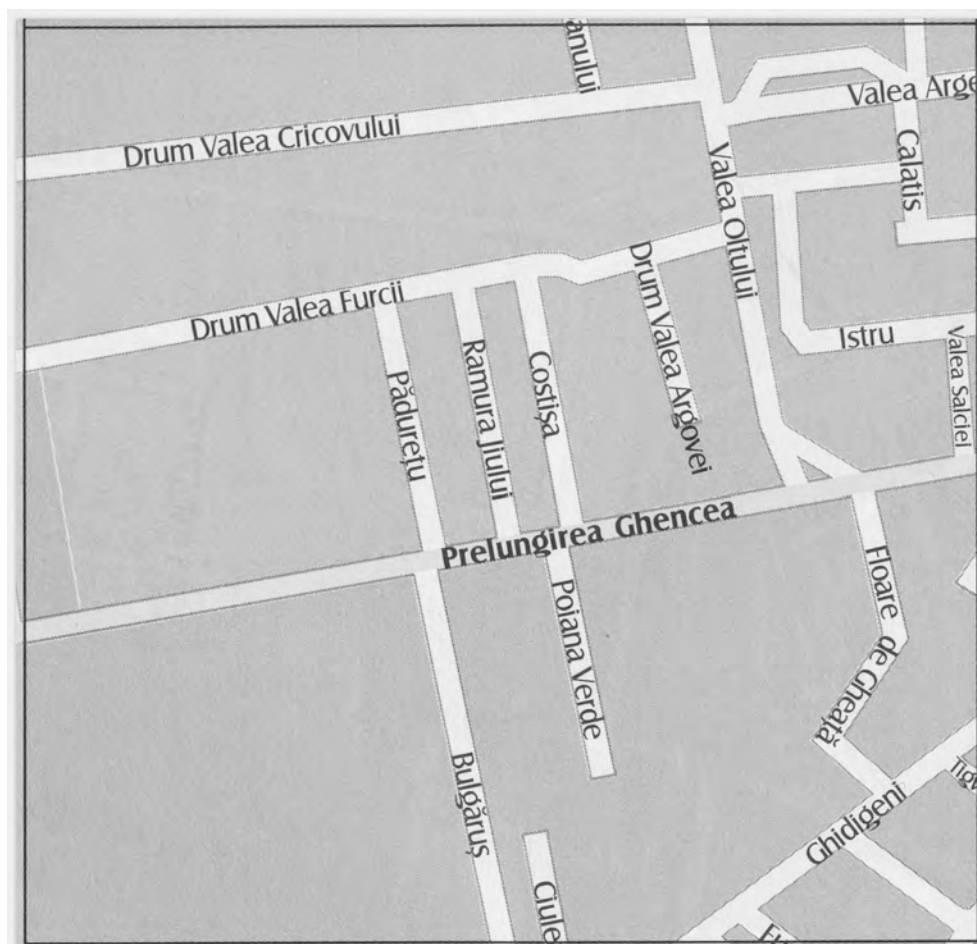 anului
Valea Arge
Drum Valea Cricovului
Calatis
Valea Oltului
Drum Valea Furcii
Drum Valea Argovei
Istru
Valea Salciei
Pădurețu
Ramura Jiului
Costișa
Prelungirea Ghencea
Floare de Gheață
Poiana Verde
Bulgăruș
Ghidigeni
Ciule